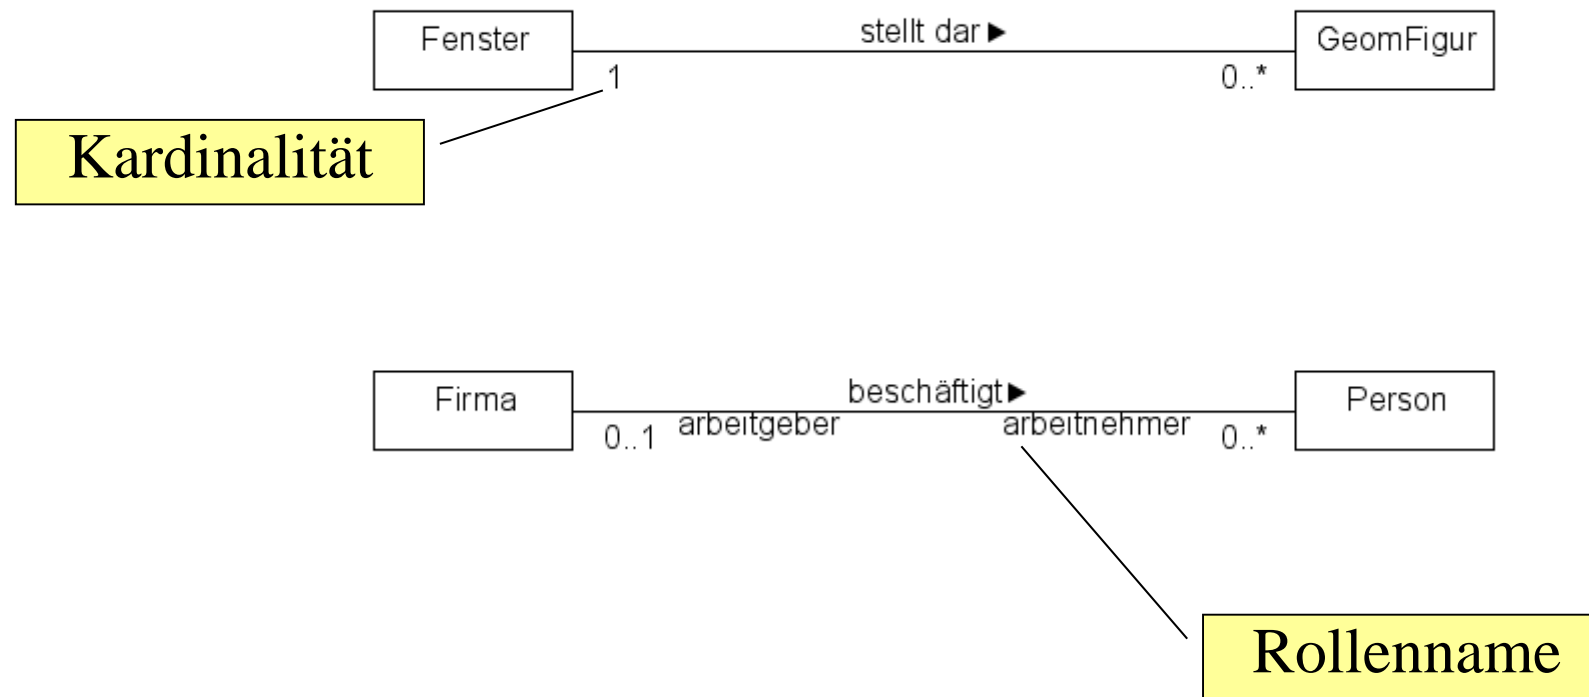 Fenster
stellt dar ►
GeomFigur
1
0..*
Kardinalität
Firma
beschäftigt►
Person
0..1
arbeitgeber
arbeitnehmer
0..*
Rollenname